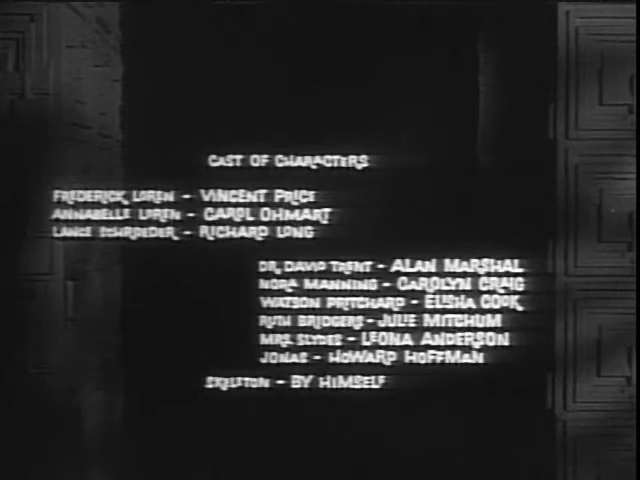 CAST OF CHARACTERS
FREDERICK LOREN - VINCENT PRICE
ANNABELLE LOREN - CAROL OHMART
LANCE SCHROEDER - RICHARD LONG
DR. DAVID TRENT - ALAN MARSHAL
NORA MANNING - CAROLYN CRAIG
WATSON PRITCHARD - ELISHA COOK
RUTH BRIDGERS - JULIE MITCHUM
MRS. SLYDES - LEONA ANDERSON
JONAS - HOWARD HOFFMAN
SKELETON - BY HIMSELF